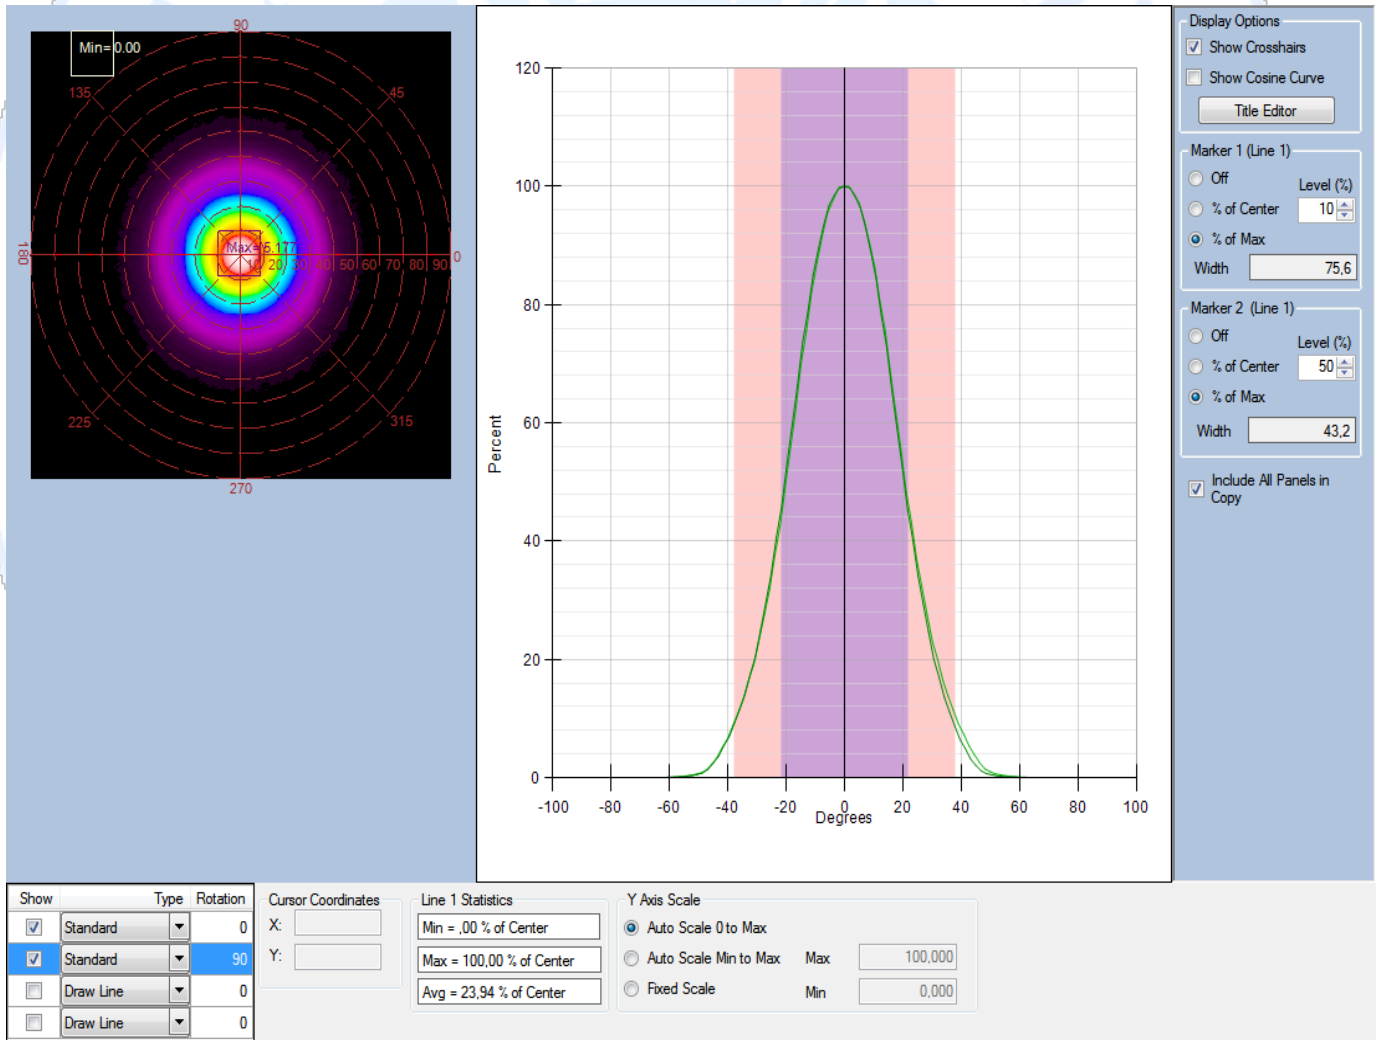 Min= 0.00
90
135
45
180
Max= 5.177
10 20 30 40 50 60 70 80 90
0
225
315
270
120
100
80
60
40
20
0
Percent
-100 -80 -60 -40 -20 0 20 40 60 80 100
Degrees
Display Options
Show Crosshairs
Show Cosine Curve
Title Editor
Marker 1 (Line 1)
Off
Level (%)
% of Center
10
% of Max
Width
75,6
Marker 2 (Line 1)
Off
Level (%)
% of Center
50
% of Max
Width
43,2
Include All Panels in
Copy
Show Type Rotation
Standard 0
Standard 90
Draw Line 0
Draw Line 0
Cursor Coordinates
X:
Y:
Line 1 Statistics
Min = ,00 % of Center
Max = 100,00 % of Center
Avg = 23,94 % of Center
Y Axis Scale
Auto Scale 0 to Max
Auto Scale Min to Max
Max 100,000
Fixed Scale
Min 0,000